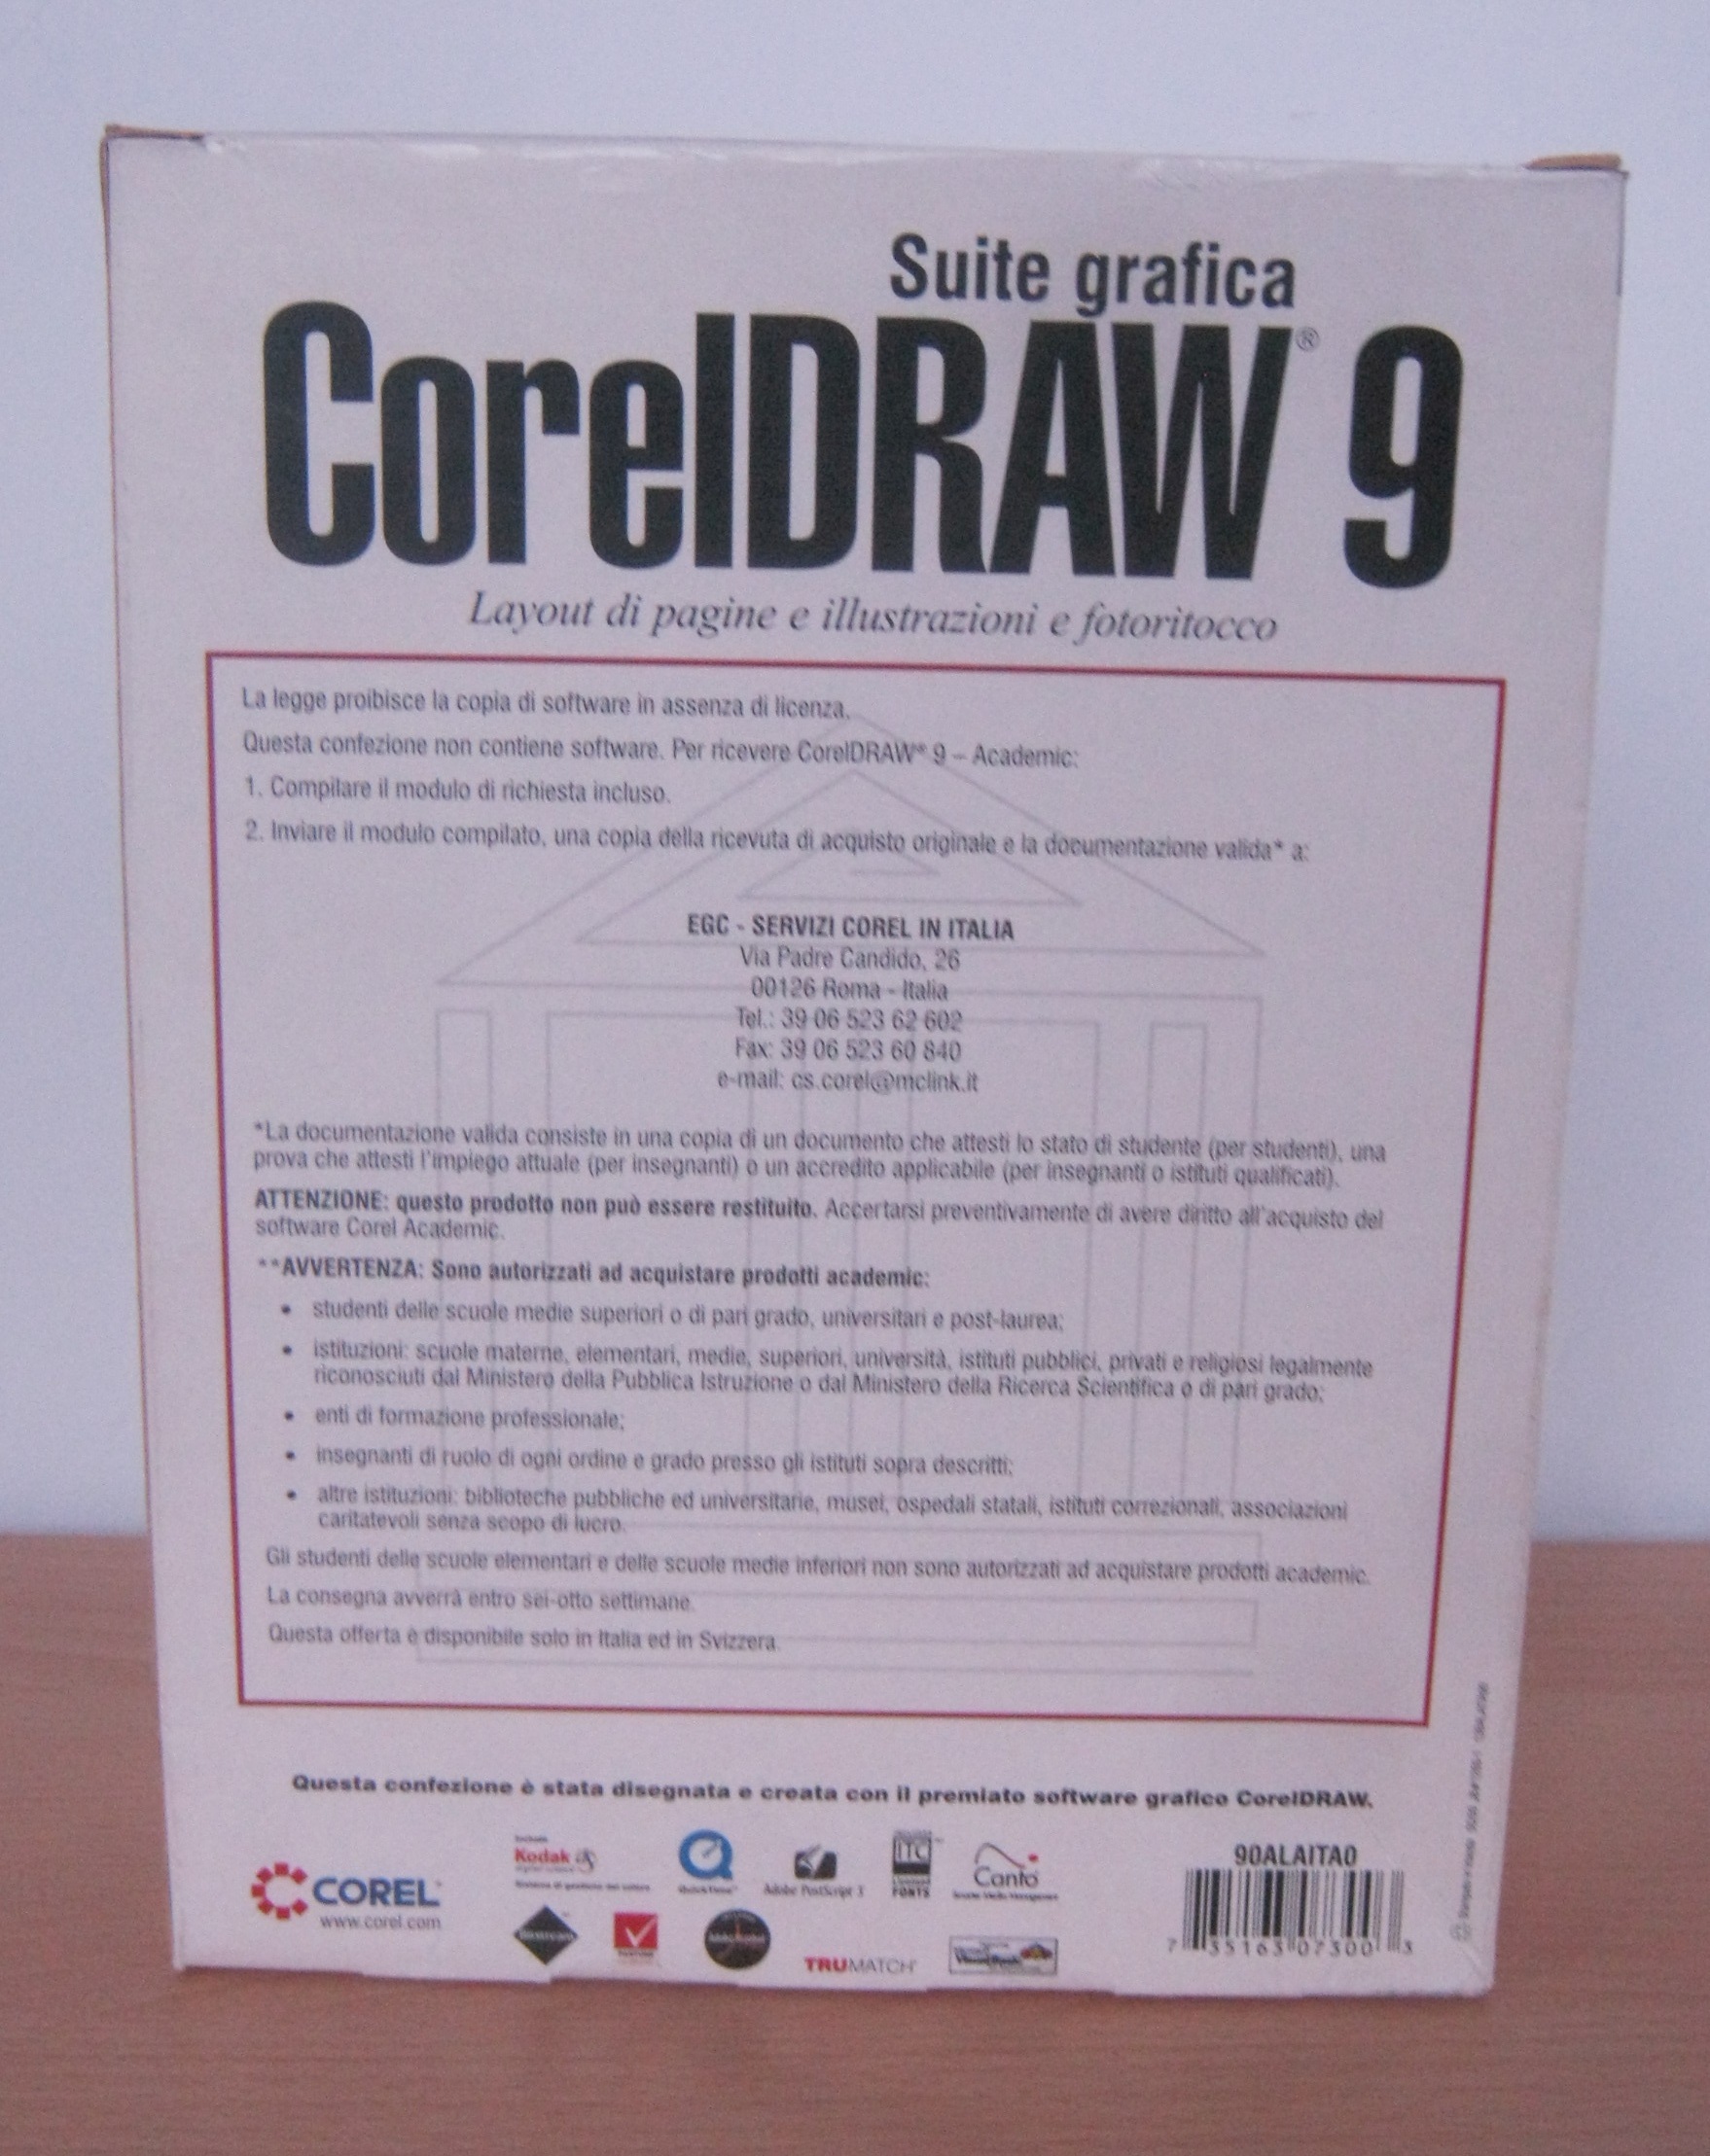 Suite grafica
CorelDRAW® 9
Layout di pagine e illustrazioni e fotoritocco
La legge proibisce la copia di software in assenza di licenza.
Questa confezione non contiene software. Per ricevere CorelDRAW® 9 – Academic:
1. Compilare il modulo di richiesta incluso.
2. Inviare il modulo compilato, una copia della ricevuta di acquisto originale e la documentazione valida* a:
EGC - SERVIZI COREL IN ITALIA
Via Padre Candido, 26
00126 Roma - Italia
Tel.: 39 06 523 62 602
Fax: 39 06 523 60 840
e-mail: cs.corel@mclink.it
*La documentazione valida consiste in una copia di un documento che attesti lo stato di studente (per studenti), una
prova che attesti l'impiego attuale (per insegnanti) o un accredito applicabile (per insegnanti o istituti qualificati).
ATTENZIONE: questo prodotto non può essere restituito. Accertarsi preventivamente di avere diritto all'acquisto del
software Corel Academic.
**AVVERTENZA: Sono autorizzati ad acquistare prodotti academic:
• studenti delle scuole medie superiori o di pari grado, universitari e post-laurea;
• istituzioni: scuole materne, elementari, medie, superiori, università, istituti pubblici, privati e religiosi legalmente
riconosciuti dal Ministero della Pubblica Istruzione o dal Ministero della Ricerca Scientifica o di pari grado;
• enti di formazione professionale;
• insegnanti di ruolo di ogni ordine e grado presso gli istituti sopra descritti;
• altre istituzioni: biblioteche pubbliche ed universitarie, musei, ospedali statali, istituti correzionali, associazioni
caritatevoli senza scopo di lucro.
Gli studenti delle scuole elementari e delle scuole medie inferiori non sono autorizzati ad acquistare prodotti academic.
La consegna avverrà entro sei-otto settimane.
Questa offerta è disponibile solo in Italia ed in Svizzera.
Questa confezione è stata disegnata e creata con il premiato software grafico CorelDRAW.
COREL
www.corel.com
Kodak
QuickTime
Adobe PostScript 3
ITC
FONTS
Canto
TRUMATCH
90ALAITA0
7 35163 07300 3